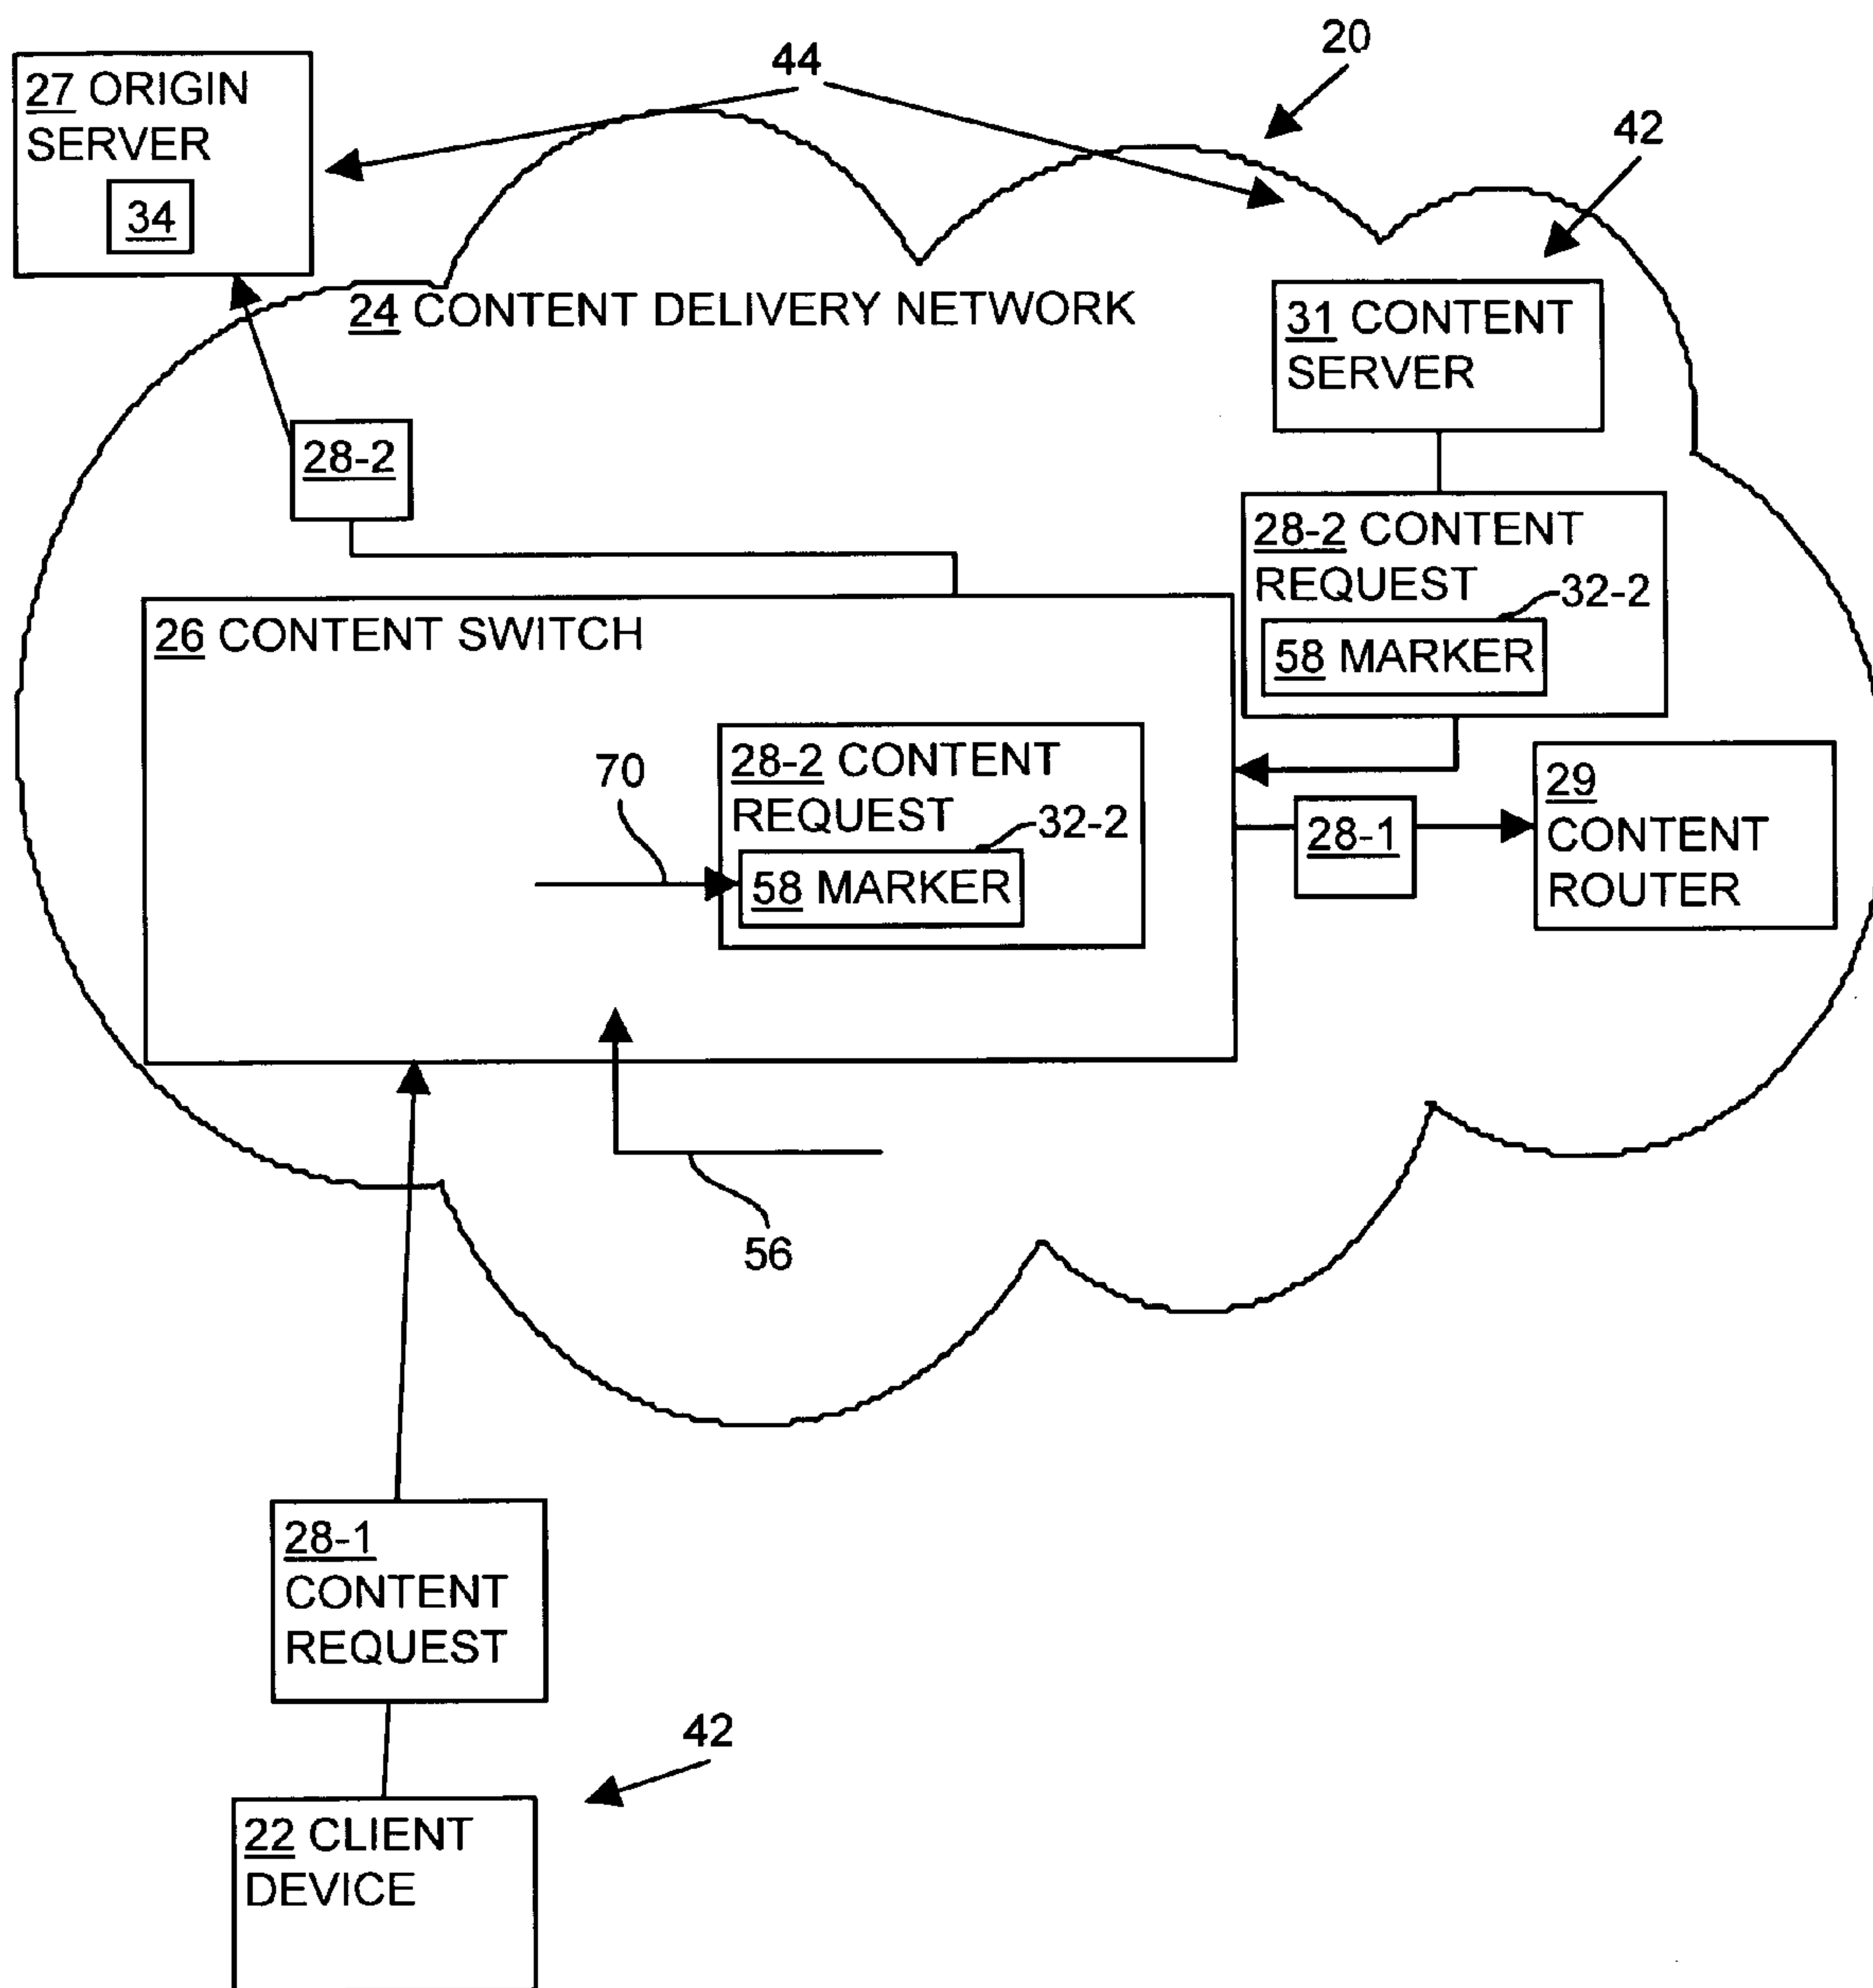 20
44
42
27 ORIGIN
SERVER
34
24 CONTENT DELIVERY NETWORK
31 CONTENT
SERVER
28-2
28-2 CONTENT
REQUEST
32-2
58 MARKER
26 CONTENT SWITCH
70
28-2 CONTENT
REQUEST
32-2
58 MARKER
28-1
29
CONTENT
ROUTER
56
28-1
CONTENT
REQUEST
42
22 CLIENT
DEVICE